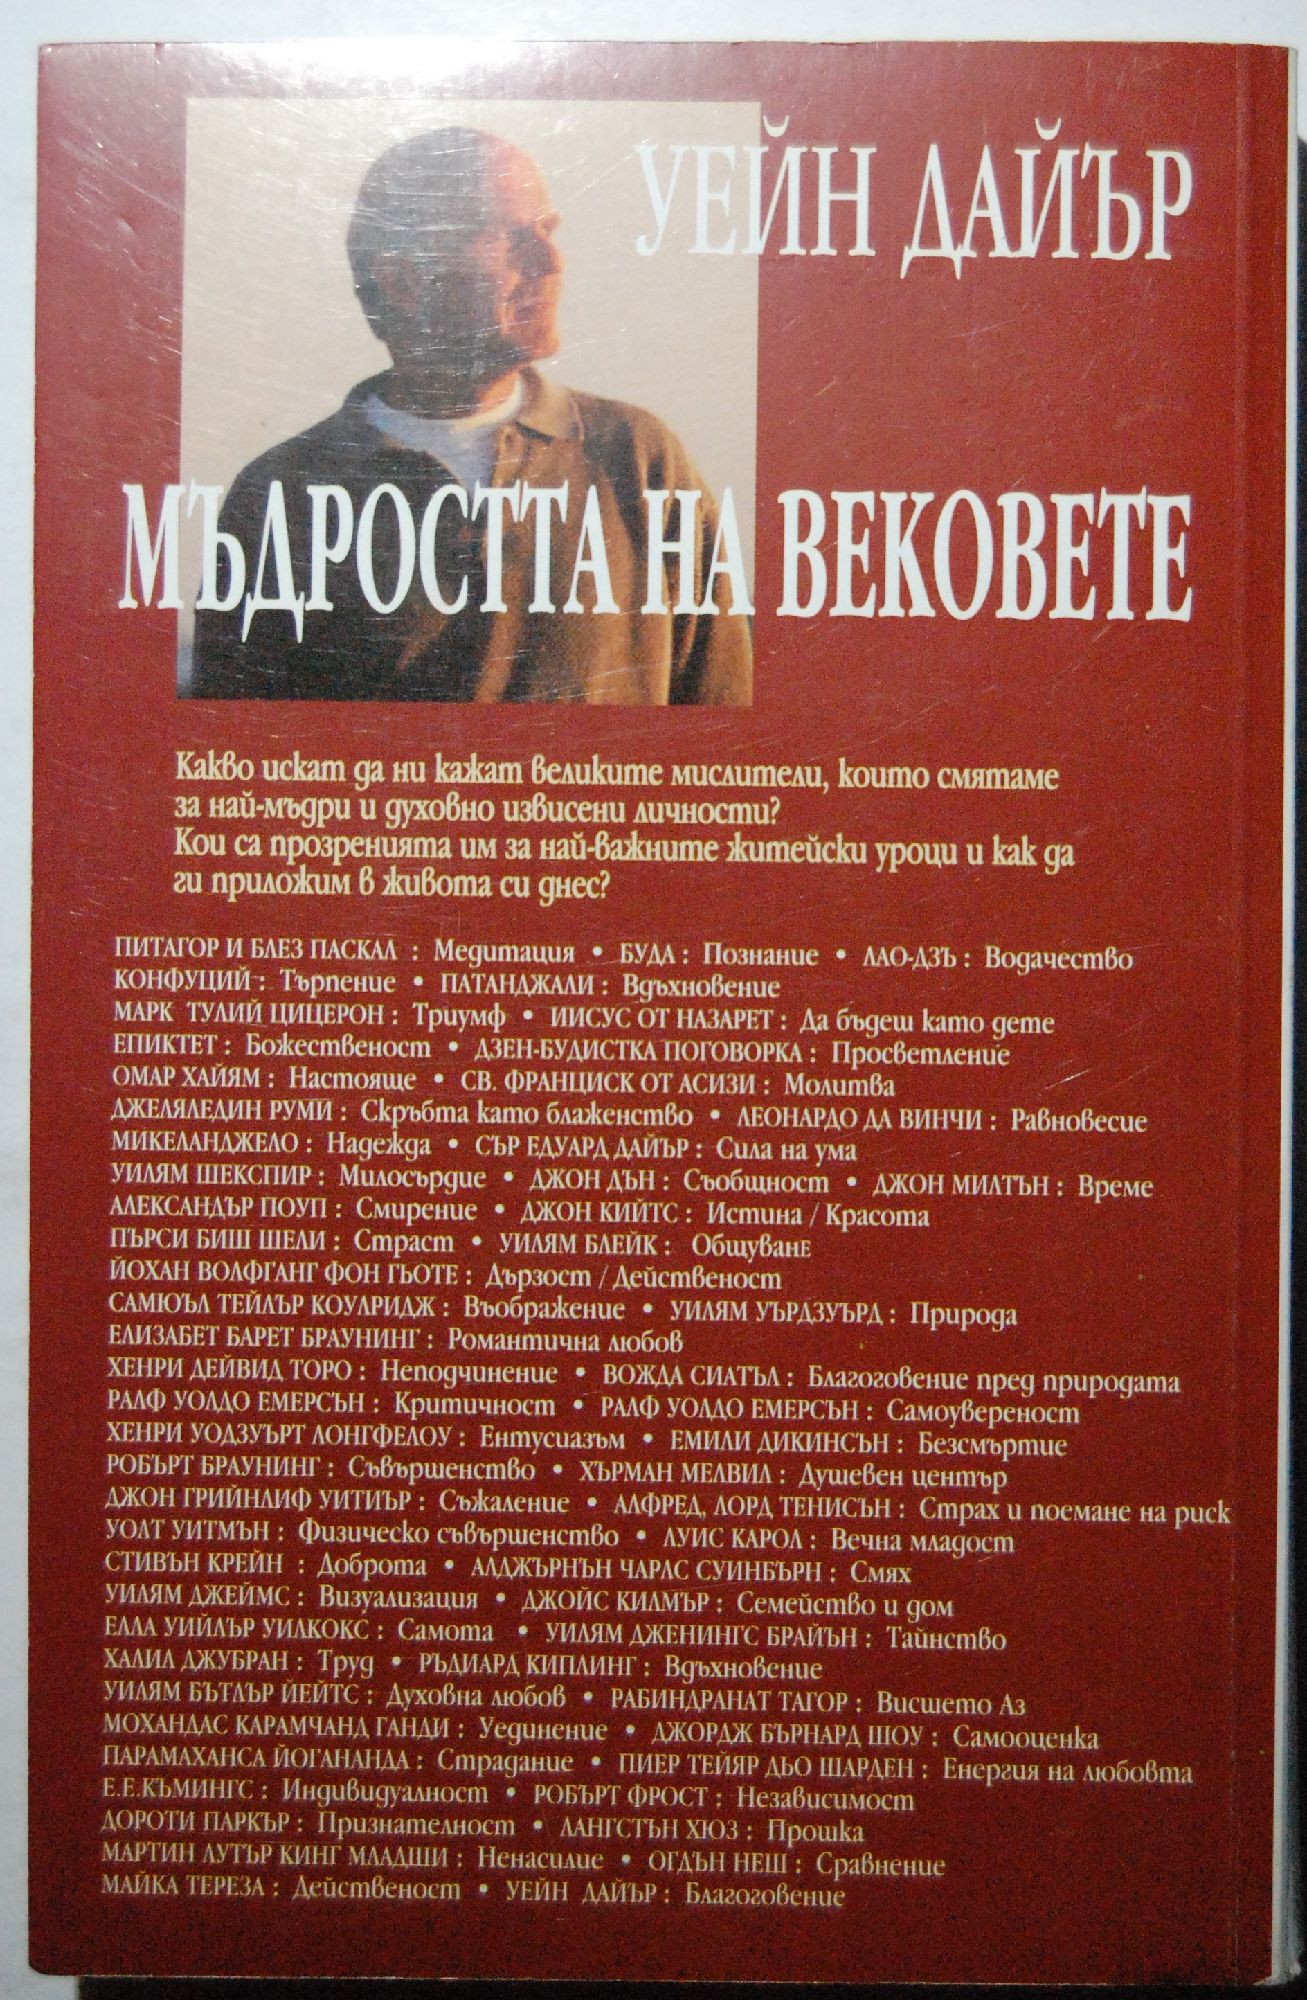 УЕЙН ДАЙЪР
МЪДРОСТТА НА ВЕКОВЕТЕ
Какво искат да ни кажат великите мислители, които смятаме
за най-мъдри и духовно извисени личности?
Кои са прозренията им за най-важните житейски уроци и как да
ги приложим в живота си днес?
ПИТАГОР И БЛЕЗ ПАСКАЛ : Медитация • БУДА : Познание • ЛАО-ДЗЪ : Водачество
КОНФУЦИЙ : Търпение • ПАТАНДЖАЛИ : Вдъхновение
МАРК ТУЛИЙ ЦИЦЕРОН : Триумф • ИИСУС ОТ НАЗАРЕТ : Да бъдеш като дете
ЕПИКТЕТ : Божественост • ДЗЕН-БУДИСТКА ПОГОВОРКА : Просветление
ОМАР ХАЙЯМ : Настояще • СВ. ФРАНЦИСК ОТ АСИЗИ : Молитва
ДЖЕЛЯЛЕДИН РУМИ : Скръбта като блаженство • ЛЕОНАРДО ДА ВИНЧИ : Равновесие
МИКЕЛАНДЖЕЛО : Надежда • СЪР ЕДУАРД ДАЙЪР : Сила на ума
УИЛЯМ ШЕКСПИР : Милосърдие • ДЖОН ДЪН : Съобщност • ДЖОН МИЛТЪН : Време
АЛЕКСАНДЪР ПОУП : Смирение • ДЖОН КИЙТС : Истина / Красота
ПЪРСИ БИШ ШЕЛИ : Страст • УИЛЯМ БЛЕЙК : ОбщуванЕ
ЙОХАН ВОЛФГАНГ ФОН ГЬОТЕ : Дързост / Действеност
САМЮЪЛ ТЕЙЛЪР КОУЛРИДЖ : Въображение • УИЛЯМ УЪРДЗУЪРД : Природа
ЕЛИЗАБЕТ БАРЕТ БРАУНИНГ : Романтична любов
ХЕНРИ ДЕЙВИД ТОРО : Неподчинение • ВОЖДА СИАТЪЛ : Благоговение пред природата
РАЛФ УОЛДО ЕМЕРСЪН : Критичност • РАЛФ УОЛДО ЕМЕРСЪН : Самоувереност
ХЕНРИ УОДЗУЪРТ ЛОНГФЕЛОУ : Ентусиазъм • ЕМИЛИ ДИКИНСЪН : Безсмъртие
РОБЪРТ БРАУНИНГ : Съвършенство • ХЪРМАН МЕЛВИЛ : Душевен център
ДЖОН ГРИЙНЛИФ УИТИЪР : Съжаление • АЛФРЕД, ЛОРД ТЕНИСЪН : Страх и поемане на риск
УОЛТ УИТМЪН : Физическо съвършенство • ЛУИС КАРОЛ : Вечна младост
СТИВЪН КРЕЙН : Доброта • АЛДЖЪРНЪН ЧАРЛС СУИНБЪРН : Смях
УИЛЯМ ДЖЕЙМС : Визуализация • ДЖОЙС КИЛМЪР : Семейство и дом
ЕЛЛА УИЙЛЪР УИЛКОКС : Самота • УИЛЯМ ДЖЕНИНГС БРАЙЪН : Тайнство
ХАЛИЛ ДЖУБРАН : Труд • РЪДИАРД КИПЛИНГ : Вдъхновение
УИЛЯМ БЪТЛЪР ЙЕЙТС : Духовна любов • РАБИНДРАНАТ ТАГОР : Висшето Аз
МОХАНДАС КАРАМЧАНД ГАНДИ : Уединение • ДЖОРДЖ БЪРНАРД ШОУ : Самооценка
ПАРАМАХАНСА ЙОГАНАНДА : Страдание • ПИЕР ТЕЙЯР ДЬО ШАРДЕН : Енергия на любовта
Е.Е.КЪМИНГС : Индивидуалност • РОБЪРТ ФРОСТ : Независимост
ДОРОТИ ПАРКЪР : Признателност • ЛАНГСТЪН ХЮЗ : Прошка
МАРТИН ЛУТЪР КИНГ МЛАДШИ : Ненасилие • ОГДЪН НЕШ : Сравнение
МАЙКА ТЕРЕЗА : Действеност • УЕЙН ДАЙЪР : Благоговение